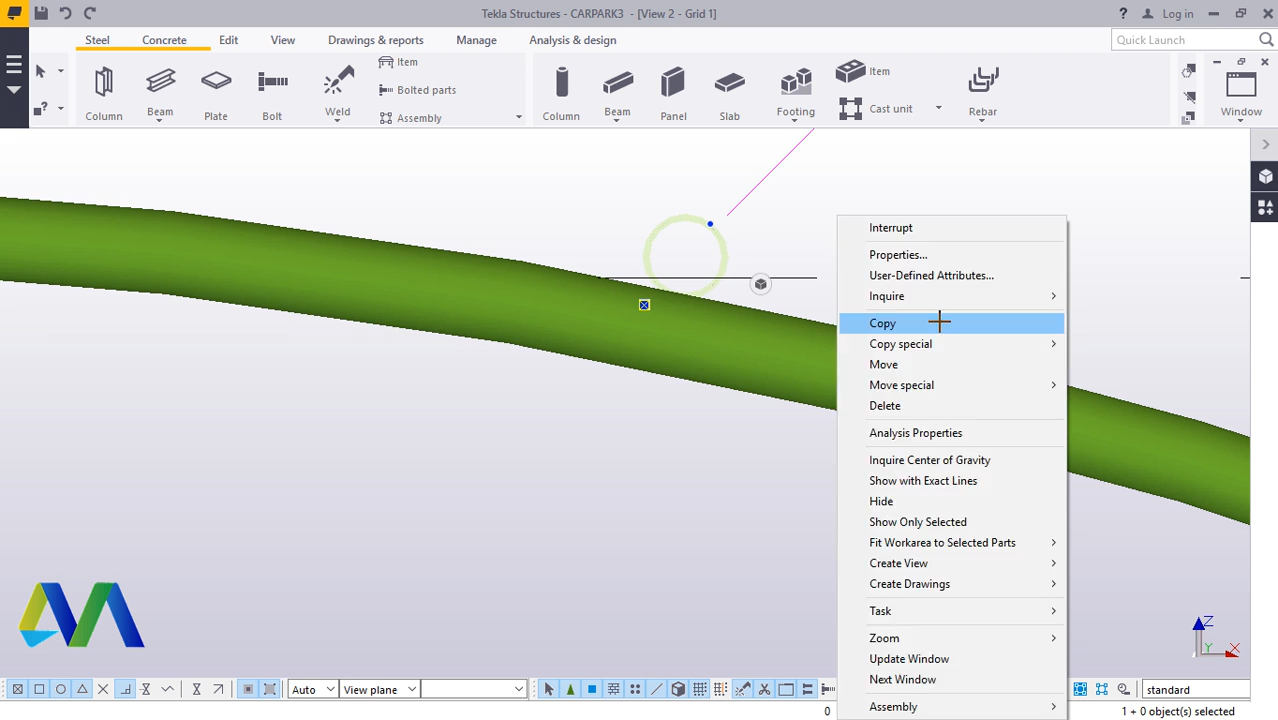 Tekla Structures - CARPARK3 - [View 2 - Grid 1]
Log in
Steel
Concrete
Edit
View
Drawings & reports
Manage
Analysis & design
Quick Launch
Column
Beam
Plate
Bolt
Weld
Item
Bolted parts
Assembly
Column
Beam
Panel
Slab
Footing
Item
Cast unit
Rebar
Window
Interrupt
Properties...
User-Defined Attributes...
Inquire
Copy
Copy special
Move
Move special
Delete
Analysis Properties
Inquire Center of Gravity
Show with Exact Lines
Hide
Show Only Selected
Fit Workarea to Selected Parts
Create View
Create Drawings
Task
Zoom
Update Window
Next Window
Assembly
Z
Y
X
Auto
View plane
standard
0
1 + 0 object(s) selected